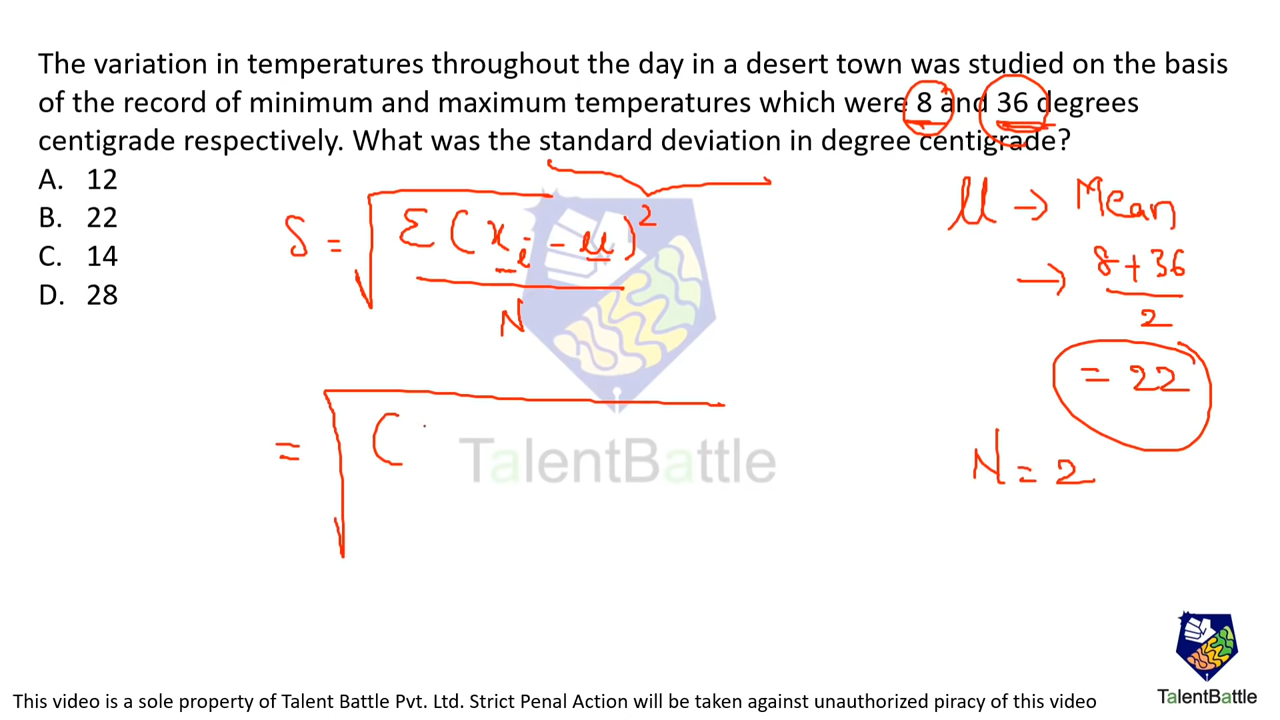 The variation in temperatures throughout the day in a desert town was studied on the basis
of the record of minimum and maximum temperatures which were 8 and 36 degrees
centigrade respectively. What was the standard deviation in degree centigrade?
A. 12
B. 22
C. 14
D. 28
S = √ Σ(xi - u)²
N
= √ (
u → Mean
→ 8+36
2
= 22
N = 2
TalentBattle
TalentBattle
This video is a sole property of Talent Battle Pvt. Ltd. Strict Penal Action will be taken against unauthorized piracy of this video